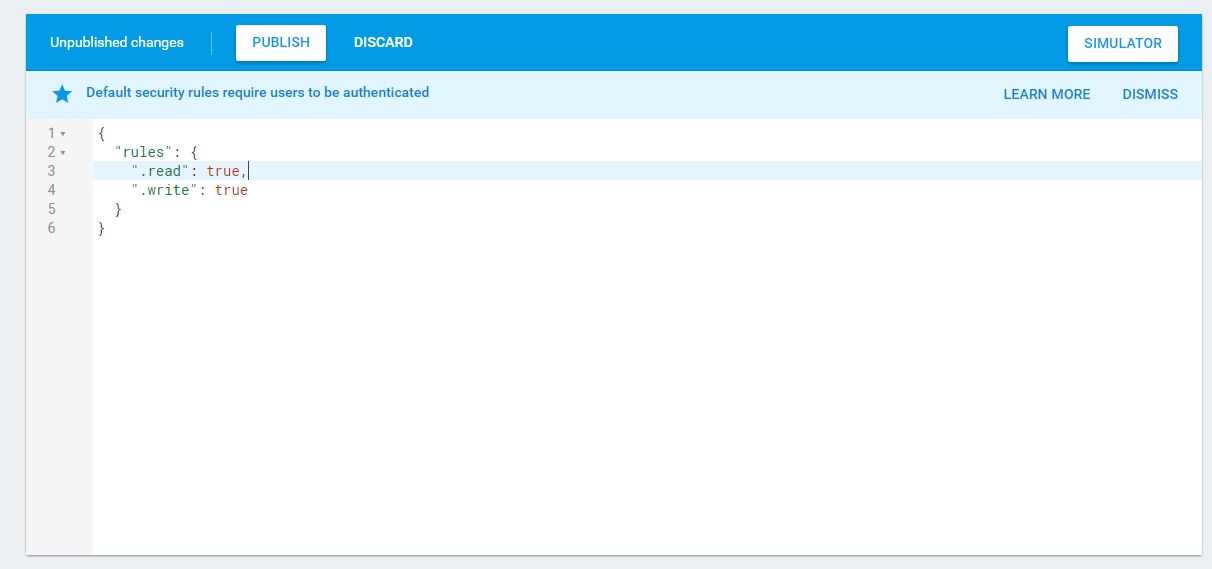 Unpublished changes PUBLISH DISCARD SIMULATOR
Default security rules require users to be authenticated LEARN MORE DISMISS
1 {
2 "rules": {
3 ".read": true,
4 ".write": true
5 }
6 }